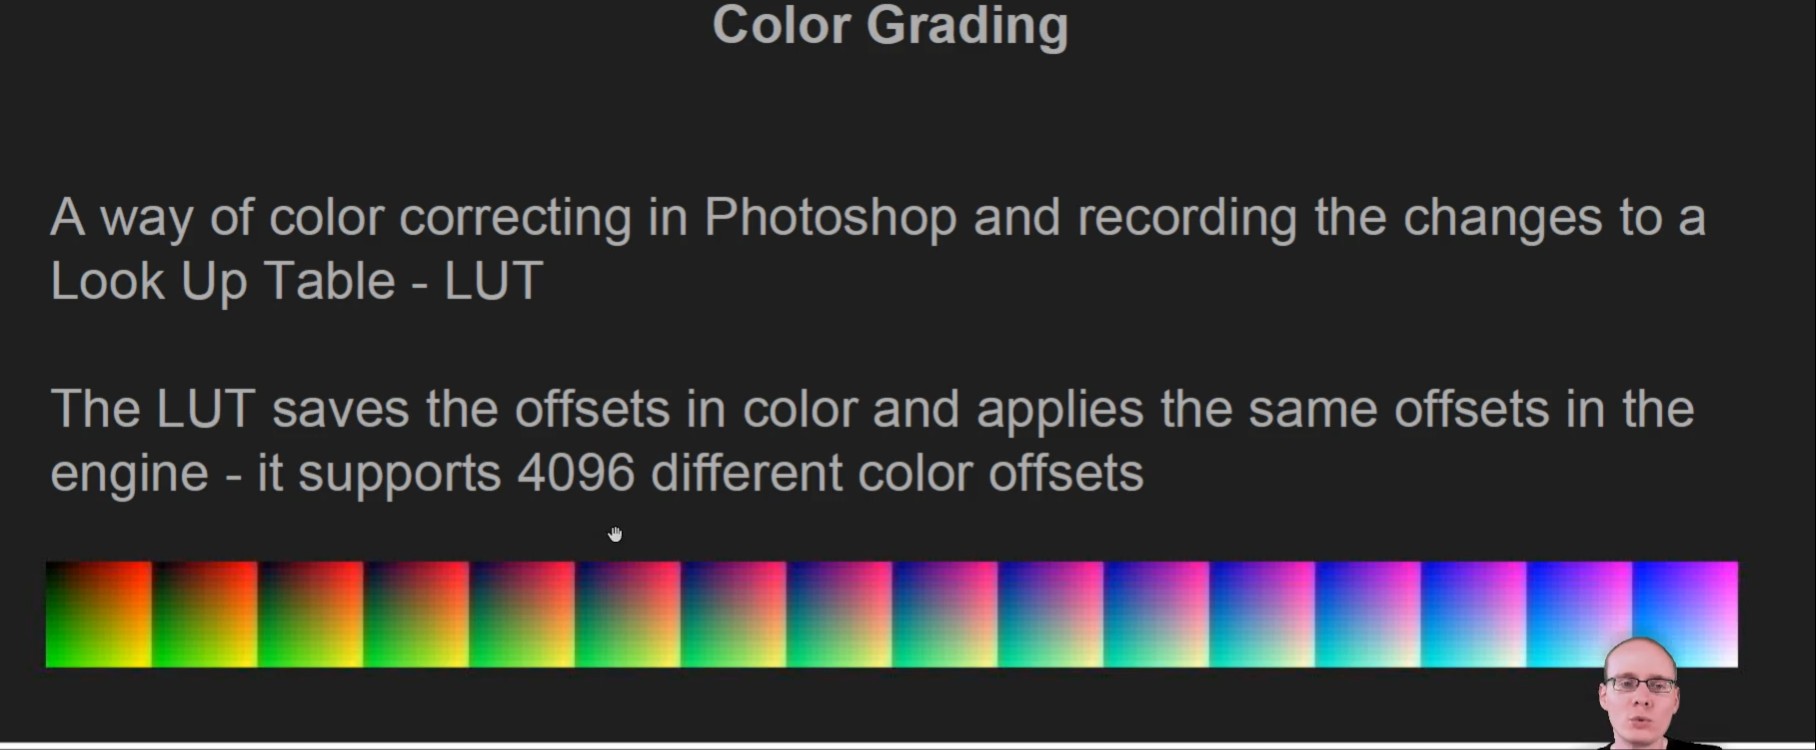 Color Grading
A way of color correcting in Photoshop and recording the changes to a
Look Up Table - LUT
The LUT saves the offsets in color and applies the same offsets in the
engine - it supports 4096 different color offsets